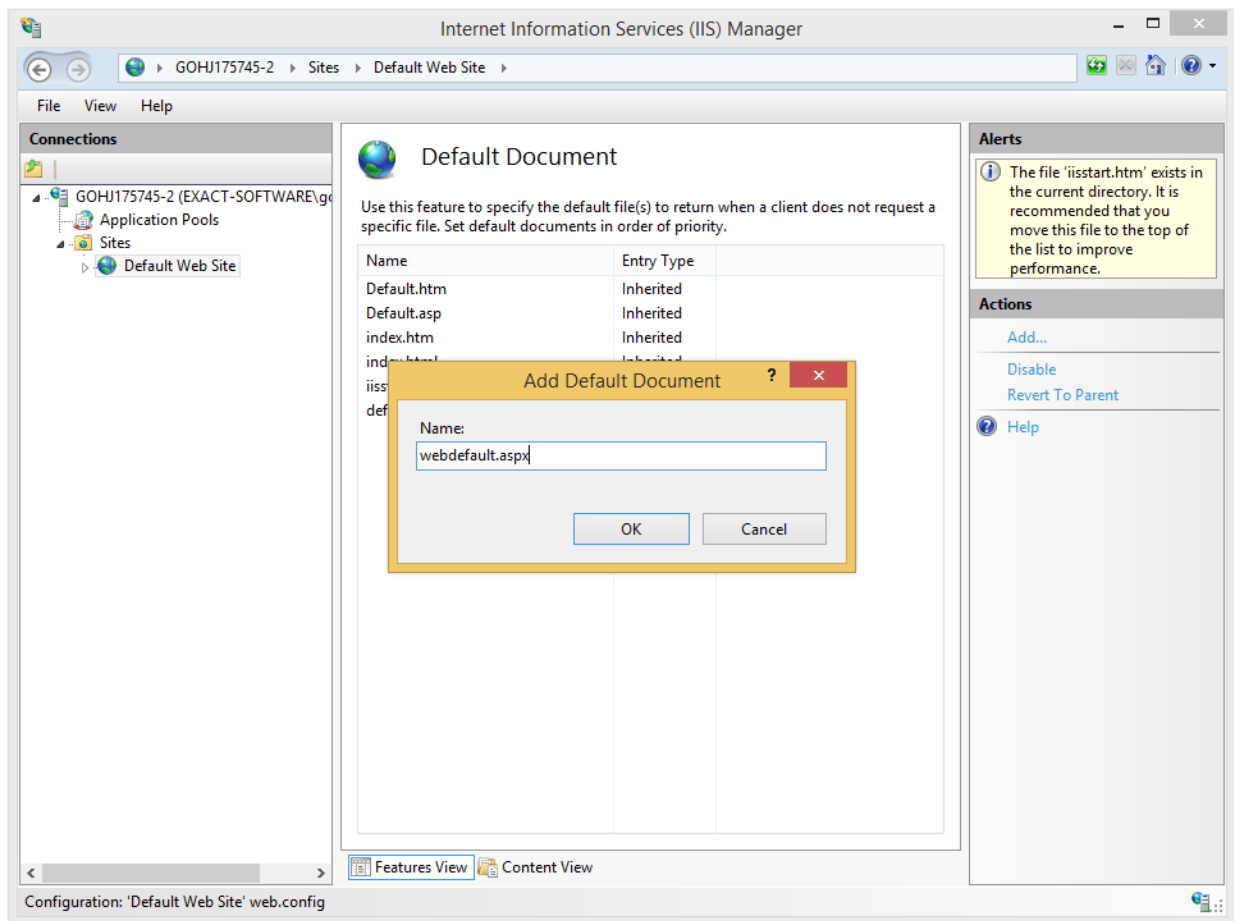 Internet Information Services (IIS) Manager
GOHJ175745-2 Sites Default Web Site
File View Help
Connections
GOHJ175745-2 (EXACT-SOFTWARE\go
Application Pools
Sites
Default Web Site
Default Document
Use this feature to specify the default file(s) to return when a client does not request a
specific file. Set default documents in order of priority.
Name Entry Type
Default.htm Inherited
Default.asp Inherited
index.htm Inherited
index.html Inherited
iiss
def
Add Default Document ?
Name:
webdefault.aspx
OK Cancel
Features View Content View
Alerts
The file 'iisstart.htm' exists in
the current directory. It is
recommended that you
move this file to the top of
the list to improve
performance.
Actions
Add...
Disable
Revert To Parent
Help
Configuration: 'Default Web Site' web.config